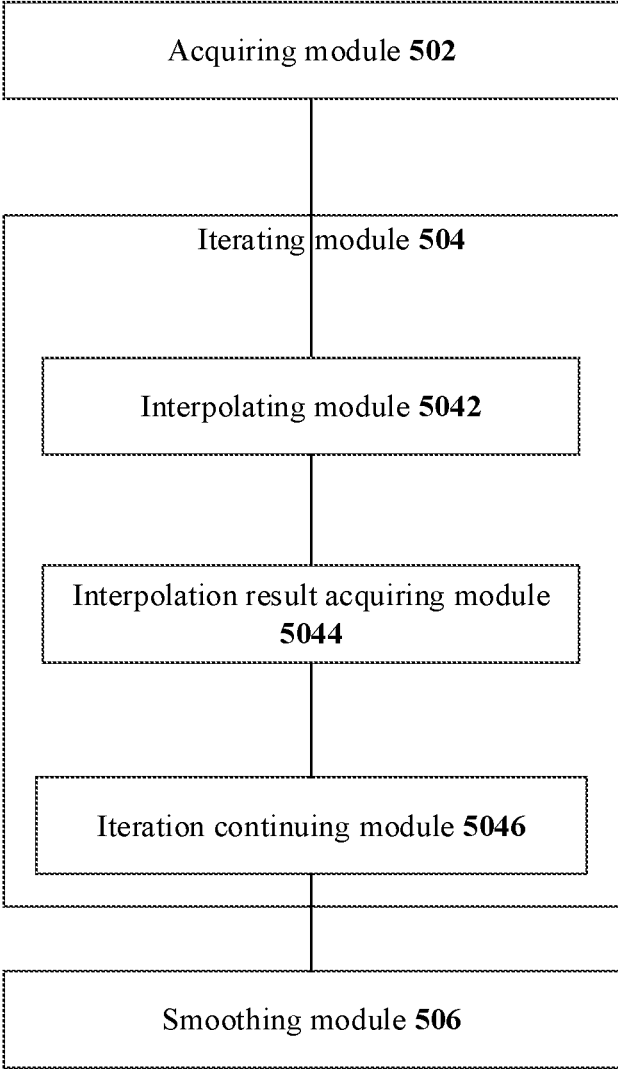 Acquiring module 502
Iterating module 504
Interpolating module 5042
Interpolation result acquiring module
5044
Iteration continuing module 5046
Smoothing module 506